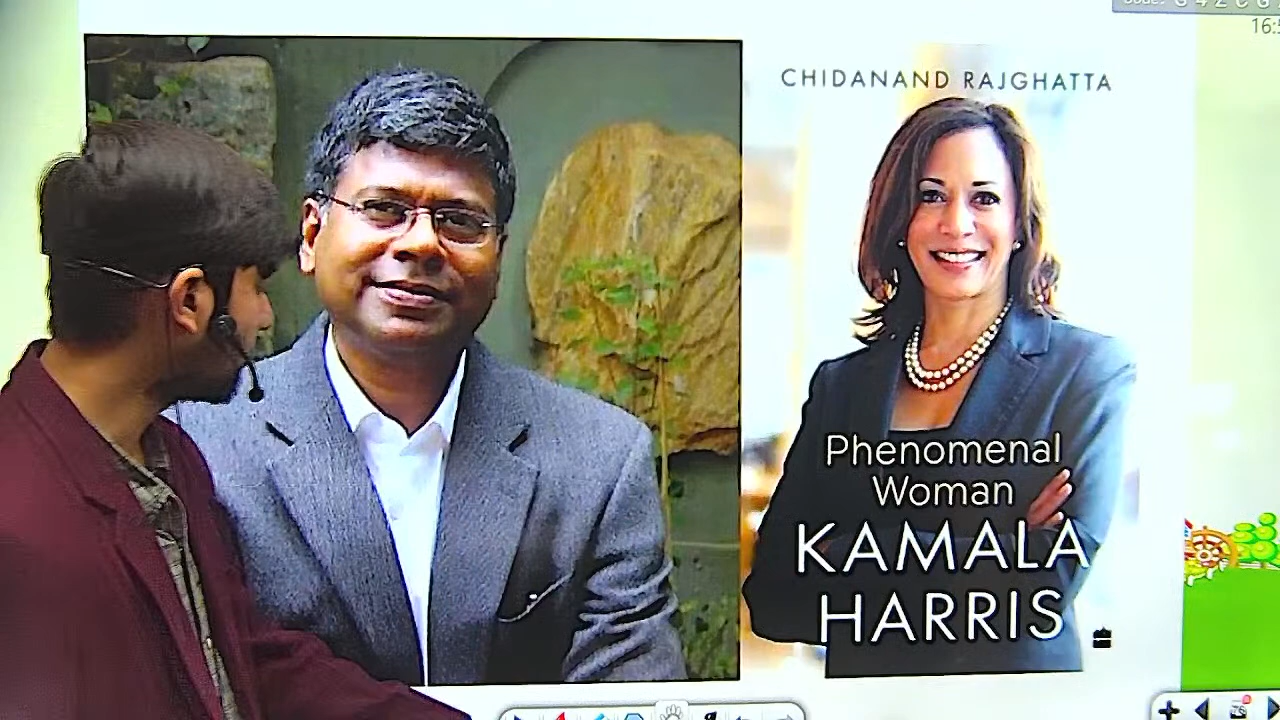 CHIDANAND RAJGHATTA
Phenomenal
Woman
KAMALA
HARRIS